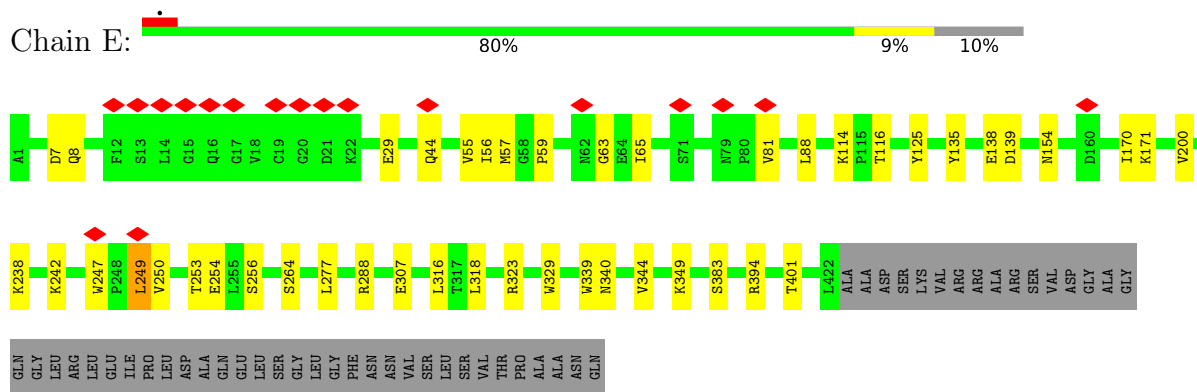 Chain E:
80% 9% 10%
A1 D7 Q8 F12 S13 L14 G15 Q16 G17 V18 C19 G20 D21 K22 E29 Q44 V55 I56 M57 G58 P59 N62 G63 E64 I65 S71 N79 P80 V81 L88 K114 P115 T116 Y125 Y135 E138 D139 N154 D160 I170 K171 V200
K238 K242 W247 P248 L249 V250 T253 E254 L255 S256 S264 L277 R288 E307 L316 T317 L318 R323 W329 W339 N340 V344 K349 S383 R394 T401 L422 ALA ALA ASP SER LYS VAL ARG ARG ALA ARG SER VAL ASP GLY ALA GLY
GLN GLY LEU ARG LEU GLU ILE PRO LEU ASP ALA GLN GLU LEU SER GLY LEU GLY PHE ASN ASN VAL SER LEU SER VAL THR PRO ALA ALA ASN GLN